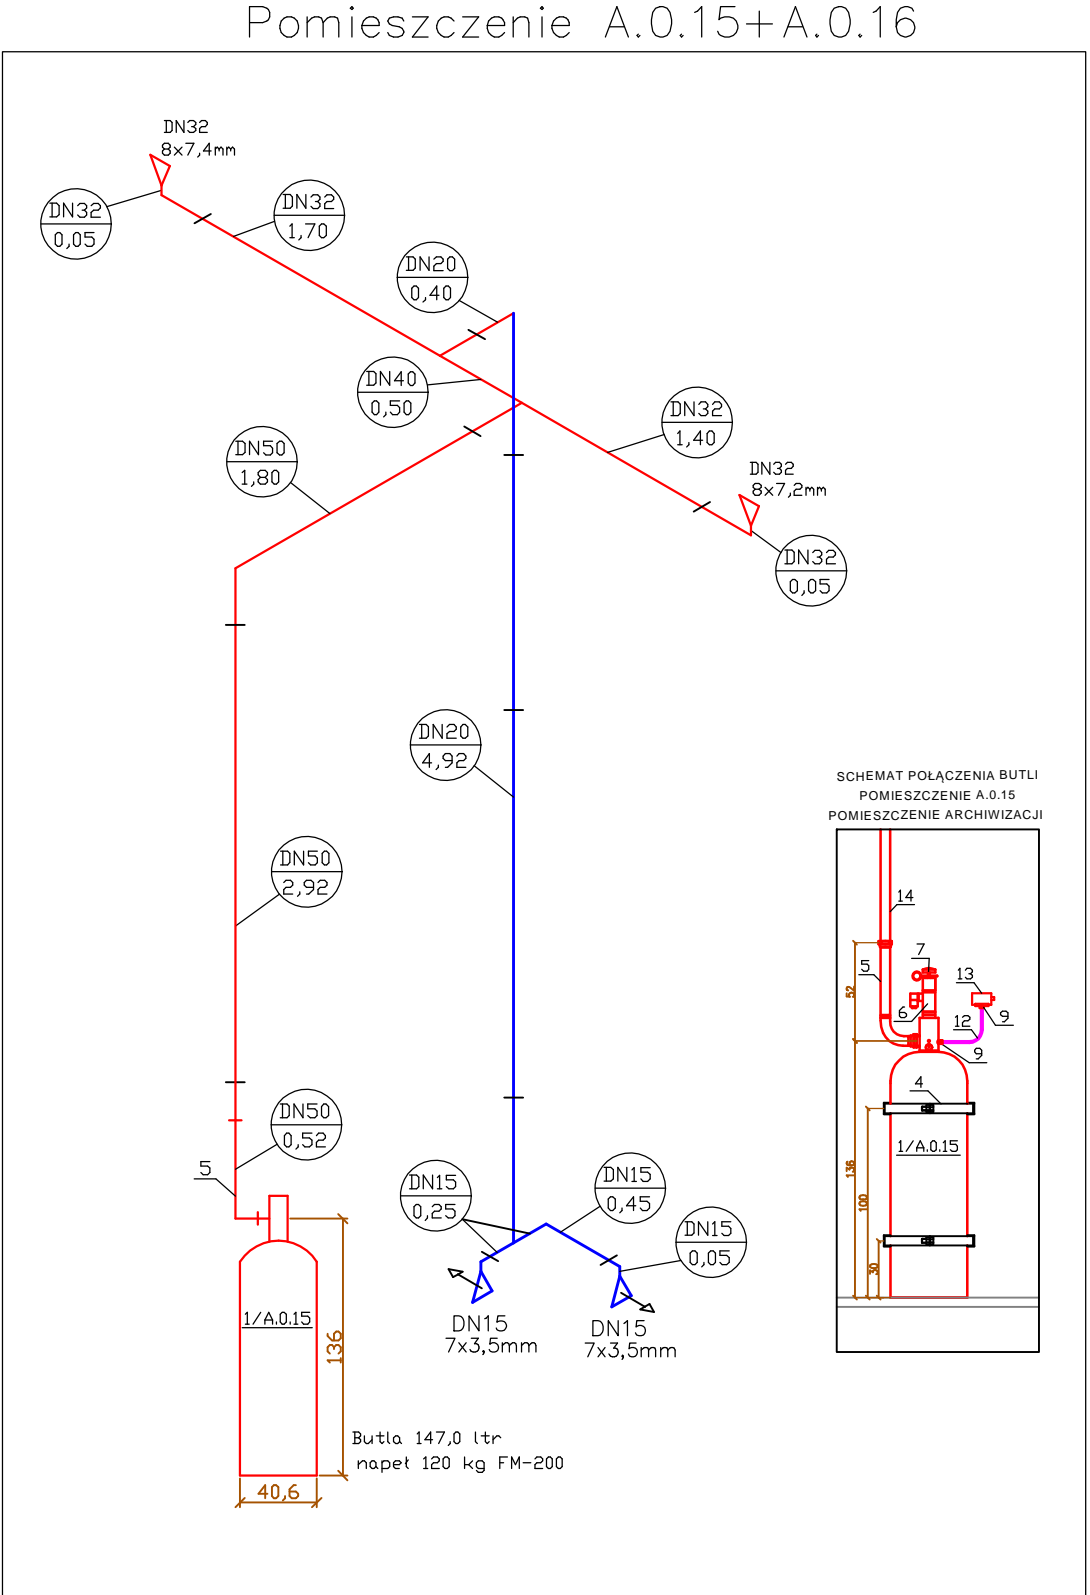 Pomieszczenie A.0.15+A.0.16
DN32
8x7,4mm
DN32
0,05
DN32
1,70
DN20
0,40
DN40
0,50
DN32
1,40
DN50
1,80
DN32
8x7,2mm
DN32
0,05
DN20
4,92
DN50
2,92
DN50
0,52
5
DN15
0,25
DN15
0,45
DN15
0,05
1/A.0.15
136
DN15
7x3,5mm
DN15
7x3,5mm
Butla 147,0 ltr
napeł 120 kg FM-200
40,6
SCHEMAT POŁĄCZENIA BUTLI
POMIESZCZENIE A.0.15
POMIESZCZENIE ARCHIWIZACJI
14
7
5
13
52
6
12
9
9
4
1/A.0.15
136
100
30